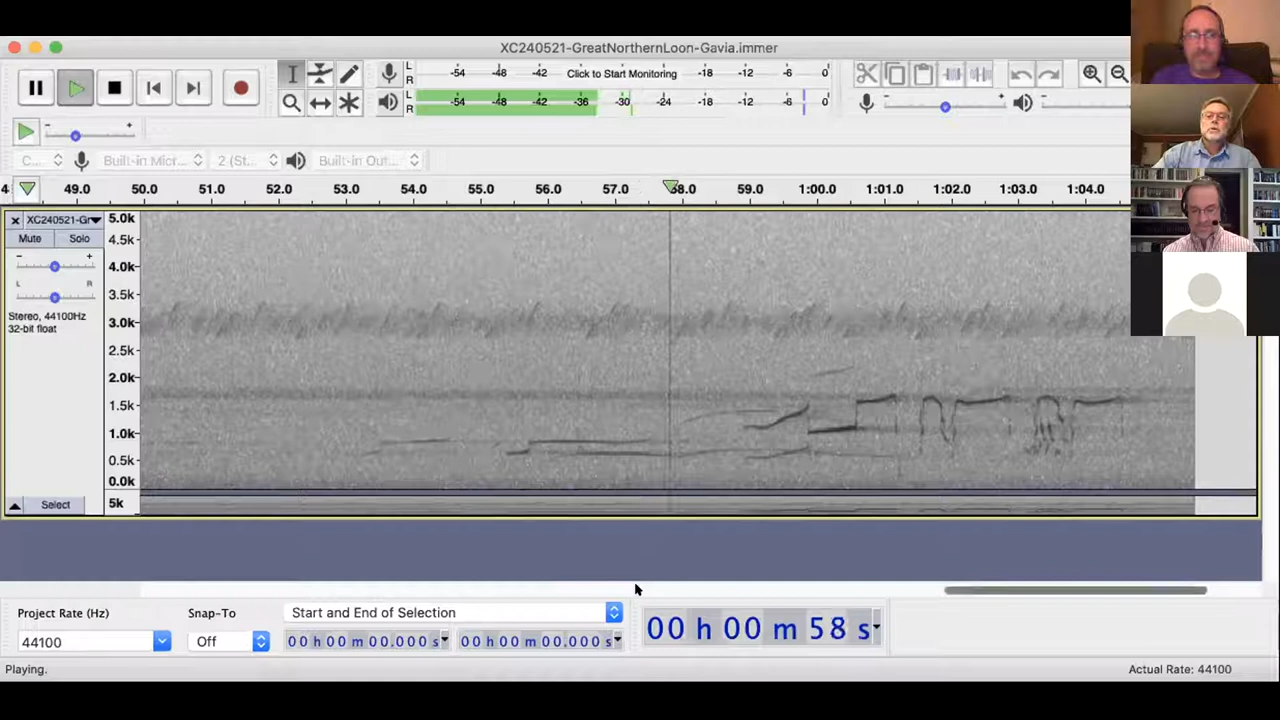 XC240521-GreatNorthernLoon-Gavia.immer
L R -54 -48 -42 Click to Start Monitoring -18 -12 -6 0
L R -54 -48 -42 -36 -30 -24 -18 -12 -6 0
- +
C... Built-in Micr... 2 (St... Built-in Out...
4 49.0 50.0 51.0 52.0 53.0 54.0 55.0 56.0 57.0 58.0 59.0 1:00.0 1:01.0 1:02.0 1:03.0 1:04.0
XC240521-Gr
Mute Solo
- +
L R
Stereo, 44100Hz
32-bit float
5.0k
4.5k
4.0k
3.5k
3.0k
2.5k
2.0k
1.5k
1.0k
0.5k
0.0k
Select 5k
Project Rate (Hz) Snap-To Start and End of Selection
44100 Off 00 h 00 m 00.000 s 00 h 00 m 00.000 s 00 h 00 m 58 s
Playing. Actual Rate: 44100